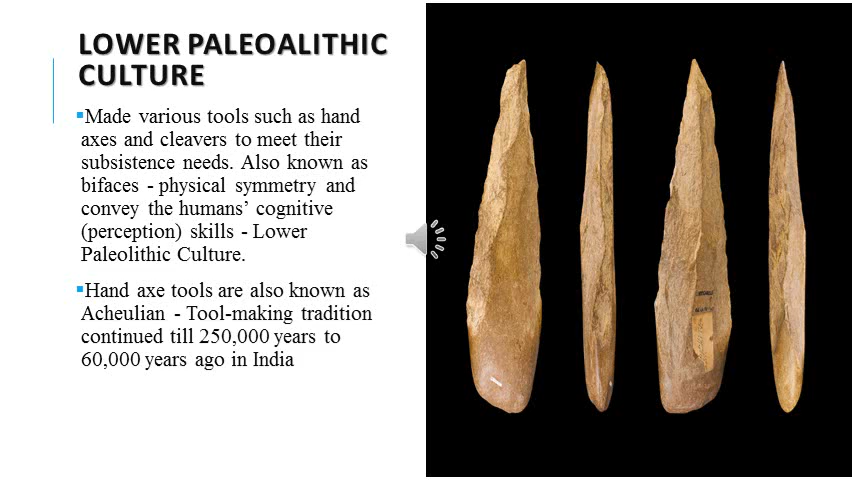 LOWER PALEOALITHIC
CULTURE
▪Made various tools such as hand
axes and cleavers to meet their
subsistence needs. Also known as
bifaces - physical symmetry and
convey the humans’ cognitive
(perception) skills - Lower
Paleolithic Culture.
▪Hand axe tools are also known as
Acheulian - Tool-making tradition
continued till 250,000 years to
60,000 years ago in India